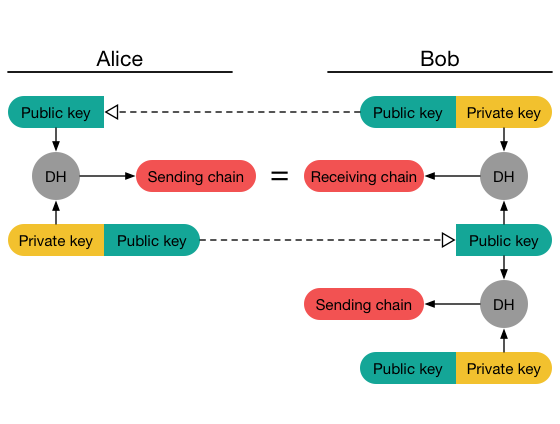 Alice
Bob
Public key
Public key
Private key
DH
Sending chain
=
Receiving chain
DH
Private key
Public key
Public key
Sending chain
DH
Public key
Private key